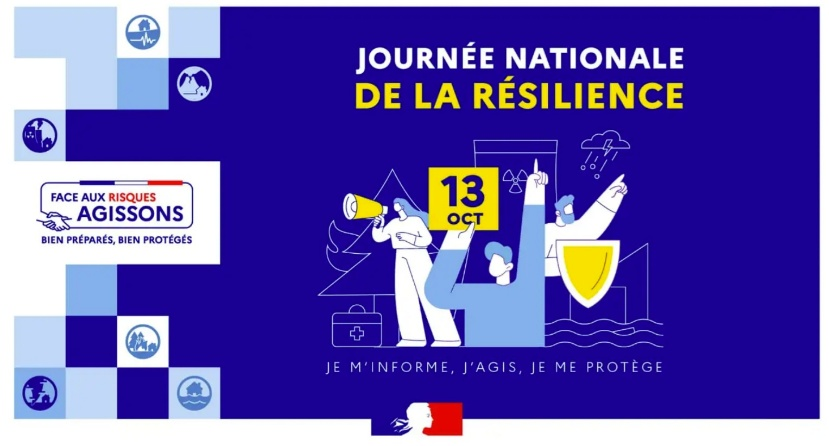 JOURNÉE NATIONALE
DE LA RÉSILIENCE
13
OCT
FACE AUX RISQUES
AGISSONS
BIEN PRÉPARÉS, BIEN PROTÉGÉS
JE M'INFORME, J'AGIS, JE ME PROTÈGE